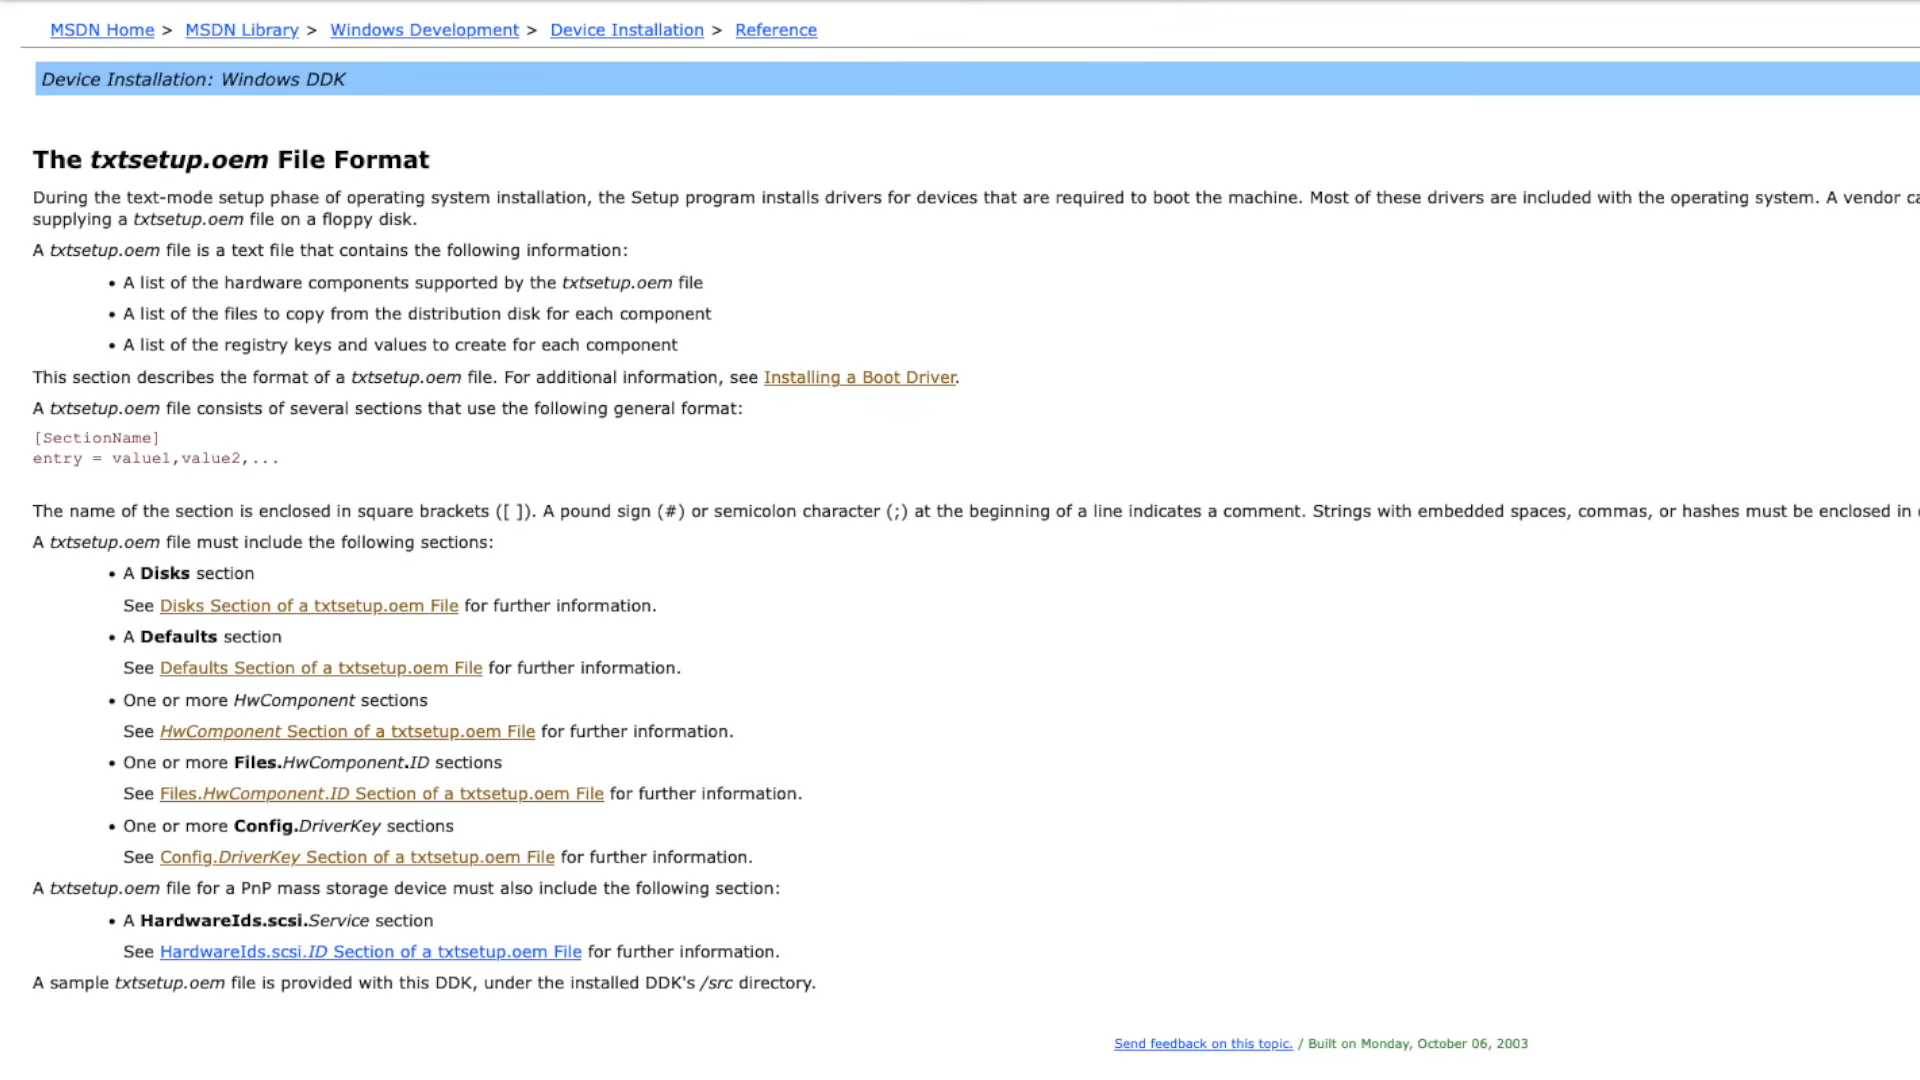 MSDN Home > MSDN Library > Windows Development > Device Installation > Reference
Device Installation: Windows DDK
The txtsetup.oem File Format
During the text-mode setup phase of operating system installation, the Setup program installs drivers for devices that are required to boot the machine. Most of these drivers are included with the operating system. A vendor
supplying a txtsetup.oem file on a floppy disk.
A txtsetup.oem file is a text file that contains the following information:
• A list of the hardware components supported by the txtsetup.oem file
• A list of the files to copy from the distribution disk for each component
• A list of the registry keys and values to create for each component
This section describes the format of a txtsetup.oem file. For additional information, see Installing a Boot Driver.
A txtsetup.oem file consists of several sections that use the following general format:
[SectionName]
entry = value1,value2,...
The name of the section is enclosed in square brackets ([ ]). A pound sign (#) or semicolon character (;) at the beginning of a line indicates a comment. Strings with embedded spaces, commas, or hashes must be enclosed in
A txtsetup.oem file must include the following sections:
• A Disks section
See Disks Section of a txtsetup.oem File for further information.
• A Defaults section
See Defaults Section of a txtsetup.oem File for further information.
• One or more HwComponent sections
See HwComponent Section of a txtsetup.oem File for further information.
• One or more Files.HwComponent.ID sections
See Files.HwComponent.ID Section of a txtsetup.oem File for further information.
• One or more Config.DriverKey sections
See Config.DriverKey Section of a txtsetup.oem File for further information.
A txtsetup.oem file for a PnP mass storage device must also include the following section:
• A HardwareIds.scsi.Service section
See HardwareIds.scsi.ID Section of a txtsetup.oem File for further information.
A sample txtsetup.oem file is provided with this DDK, under the installed DDK's /src directory.
Send feedback on this topic. / Built on Monday, October 06, 2003